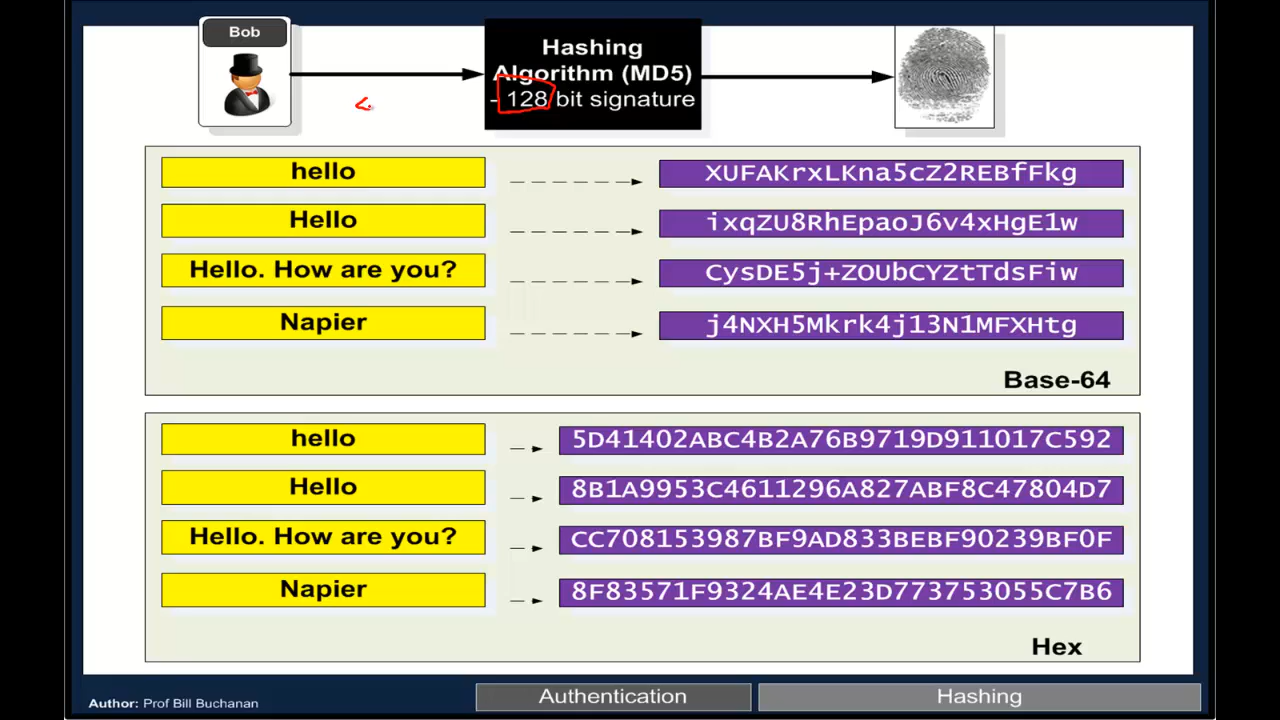 Bob
Hashing
Algorithm (MD5)
- 128 bit signature
hello
XUFAKrxLKna5cZ2REBfFkg
Hello
ixqZU8RhEpaoJ6v4xHgE1w
Hello. How are you?
CysDE5j+ZOUbCYZtTdsFiw
Napier
j4NXH5Mkrk4j13N1MFXHtg
Base-64
hello
5D41402ABC4B2A76B9719D911017C592
Hello
8B1A9953C4611296A827ABF8C47804D7
Hello. How are you?
CC708153987BF9AD833BEBF90239BF0F
Napier
8F83571F9324AE4E23D773753055C7B6
Hex
Author: Prof Bill Buchanan
Authentication
Hashing